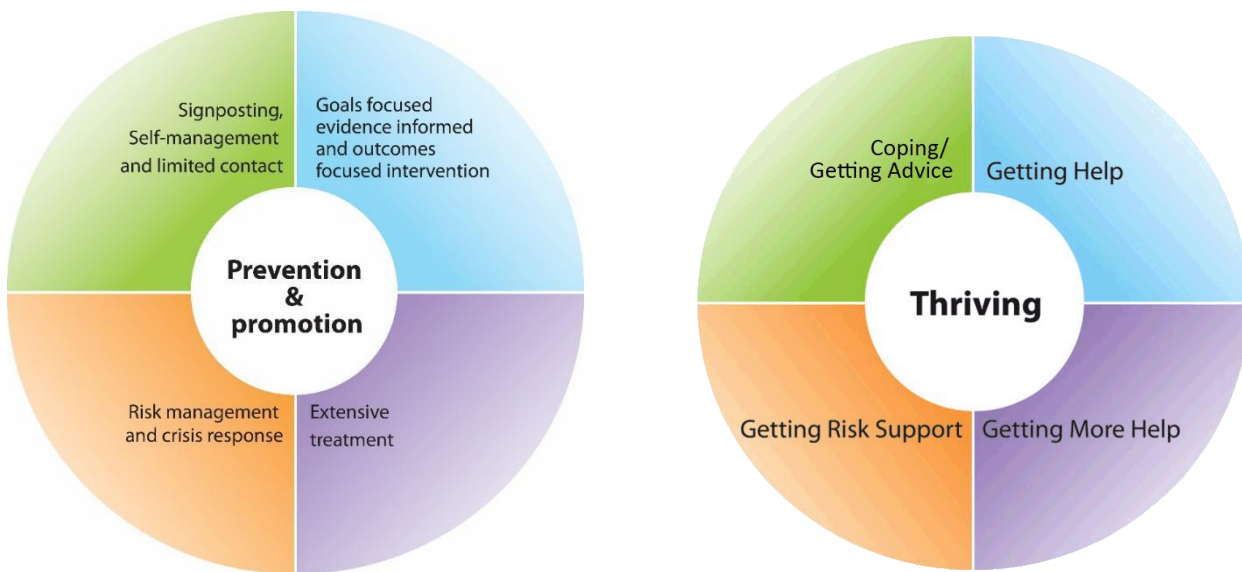 Signposting,
Self-management
and limited contact
Goals focused
evidence informed
and outcomes
focused intervention
Prevention
&
promotion
Risk management
and crisis response
Extensive
treatment
Coping/
Getting Advice
Getting Help
Thriving
Getting Risk Support
Getting More Help